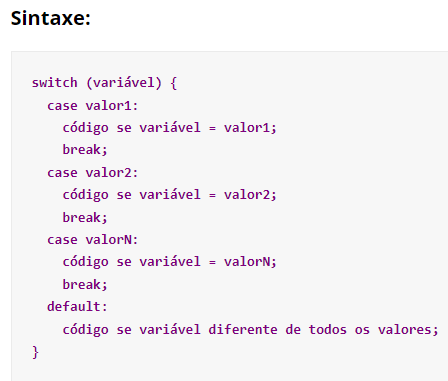 Sintaxe:
switch (variável) {
case valor1:
código se variável = valor1;
break;
case valor2:
código se variável = valor2;
break;
case valorN:
código se variável = valorN;
break;
default:
código se variável diferente de todos os valores;
}